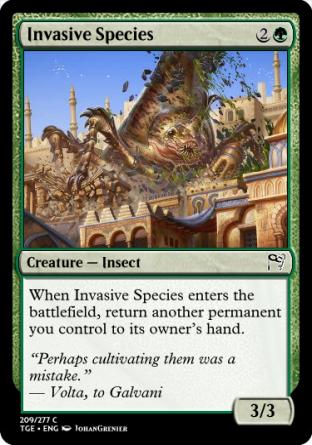 Invasive Species 2
Creature — Insect
When Invasive Species enters the
battlefield, return another permanent
you control to its owner's hand.
"Perhaps cultivating them was a
mistake."
— Volta, to Galvani
209/277 C
TGE • ENG JohanGrenier
3/3